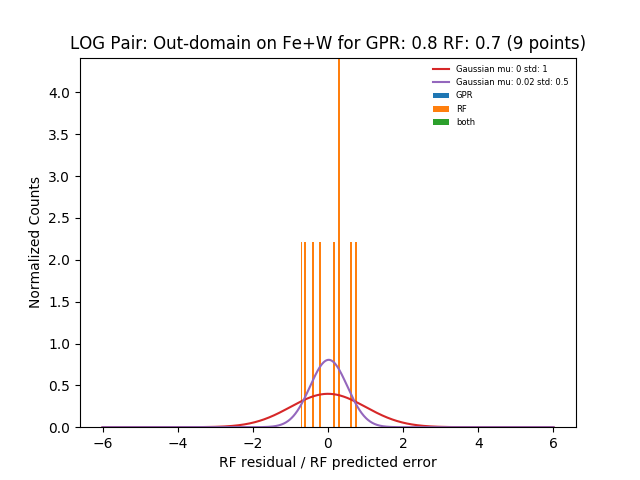 LOG Pair: Out-domain on Fe+W for GPR: 0.8 RF: 0.7 (9 points)
Gaussian mu: 0 std: 1
Gaussian mu: 0.02 std: 0.5
GPR
RF
both
Normalized Counts
4.0
3.5
3.0
2.5
2.0
1.5
1.0
0.5
0.0
−6 −4 −2 0 2 4 6
RF residual / RF predicted error